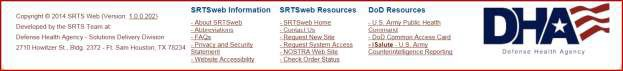 Copyright © 2014 SRTS Web (Version: 1.0.0.202)
Developed by the SRTS Team at:
Defense Health Agency - Solutions Delivery Division
2710 Howitzer St., Bldg. 2372 - Ft. Sam Houston, TX 78234
SRTSweb Information
- About SRTSweb
- Abbreviations
- FAQs
- Privacy and Security
Statement
- Website Accessibility
SRTSweb Resources
- SRTSweb Home
- Contact Us
- Request New Site
- Request System Access
- NOSTRA Web Site
- Check Order Status
DoD Resources
- U.S. Army Public Health
Command
- DoD Common Access Card
- iSalute - U.S. Army
Counterintelligence Reporting
DHA
Defense Health Agency